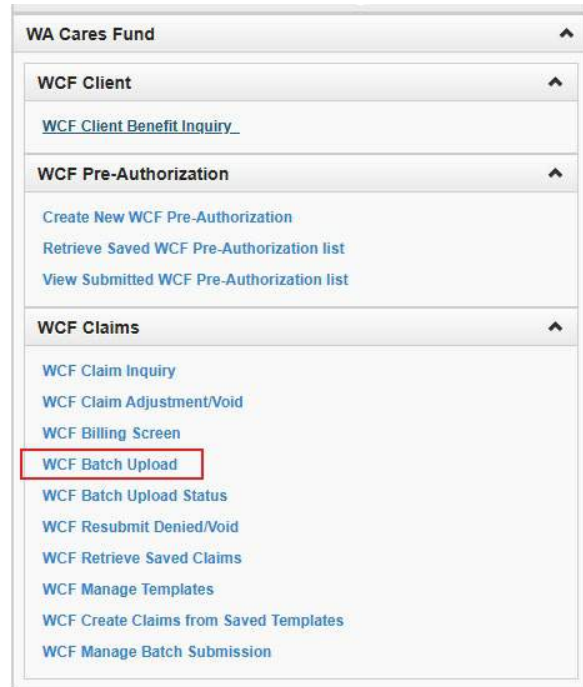 WA Cares Fund
WCF Client
WCF Client Benefit Inquiry
WCF Pre-Authorization
Create New WCF Pre-Authorization
Retrieve Saved WCF Pre-Authorization list
View Submitted WCF Pre-Authorization list
WCF Claims
WCF Claim Inquiry
WCF Claim Adjustment/Void
WCF Billing Screen
WCF Batch Upload
WCF Batch Upload Status
WCF Resubmit Denied/Void
WCF Retrieve Saved Claims
WCF Manage Templates
WCF Create Claims from Saved Templates
WCF Manage Batch Submission